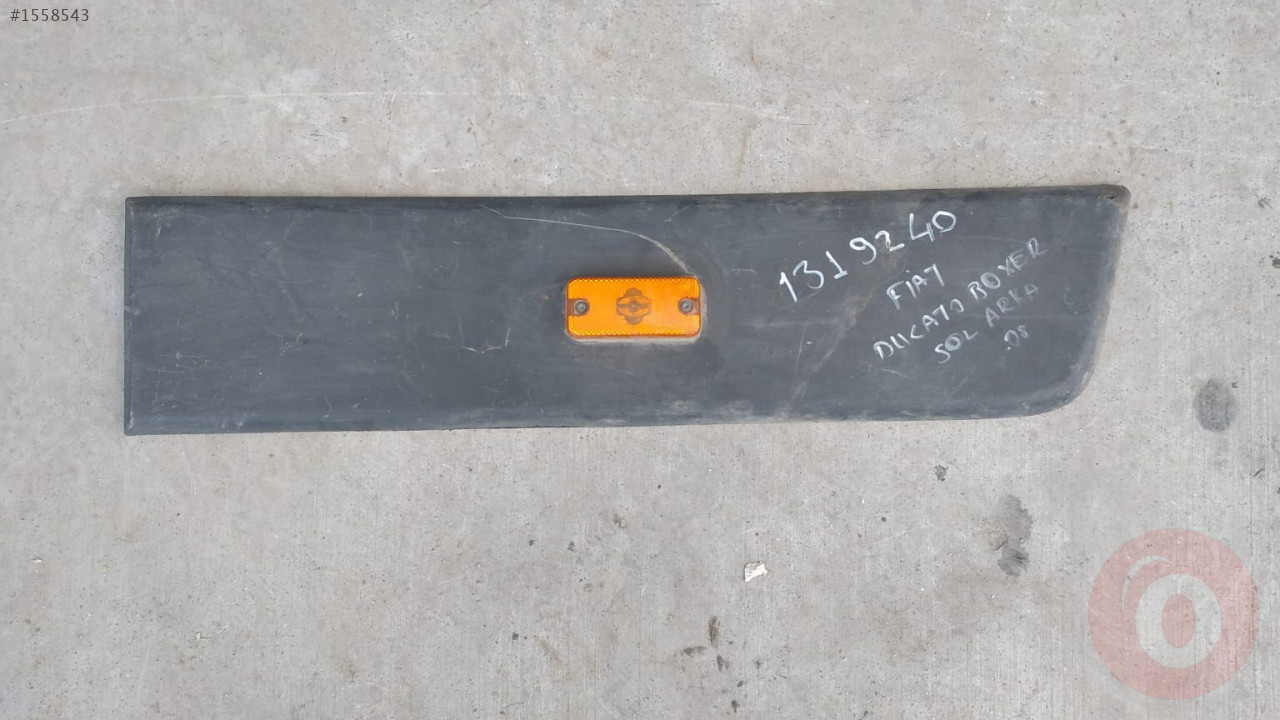 #1558543
1319240
FIAT
DUCATO BOXER
SOL ARKA
08